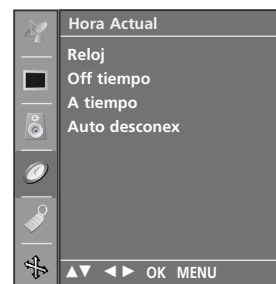 Hora Actual
Reloj
Off tiempo
A tiempo
Auto desconex
▲▼ ◄► OK MENU